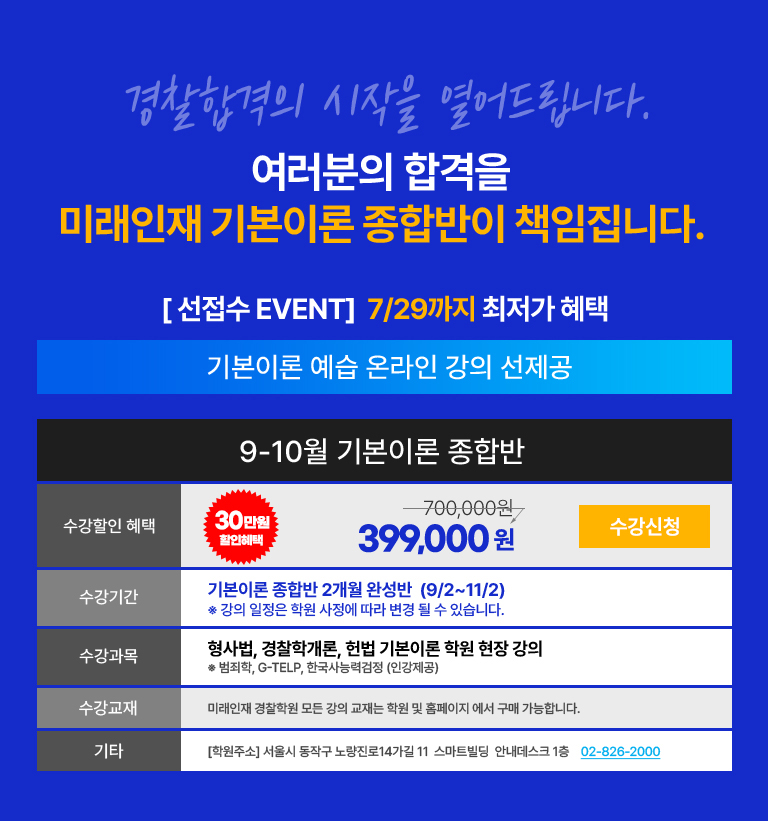 경찰합격의 시작을 열어드립니다.
여러분의 합격을
미래인재 기본이론 종합반이 책임집니다.
[ 선접수 EVENT] 7/29까지 최저가 혜택
기본이론 예습 온라인 강의 선제공
9-10월 기본이론 종합반
수강할인 혜택
30만원
할인혜택
700,000원
399,000 원
수강신청
수강기간
기본이론 종합반 2개월 완성반 (9/2~11/2)
※ 강의 일정은 학원 사정에 따라 변경 될 수 있습니다.
수강과목
형사법, 경찰학개론, 헌법 기본이론 학원 현장 강의
※ 범죄학, G-TELP, 한국사능력검정 (인강제공)
수강교재
미래인재 경찰학원 모든 강의 교재는 학원 및 홈페이지 에서 구매 가능합니다.
기타
[학원주소] 서울시 동작구 노량진로14가길 11 스마트빌딩 안내데스크 1층 02-826-2000